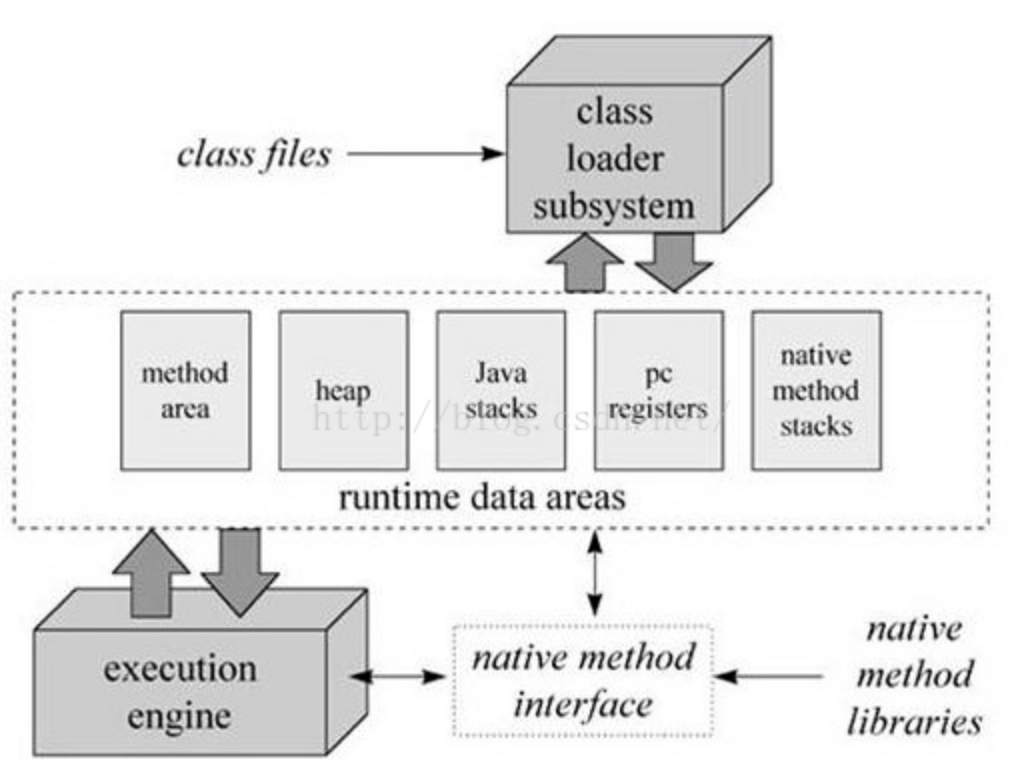 class
loader
subsystem
class files
method
area
heap
Java
stacks
pc
registers
native
method
stacks
http://blog.csdn.net/
runtime data areas
execution
engine
native method
interface
native
method
libraries